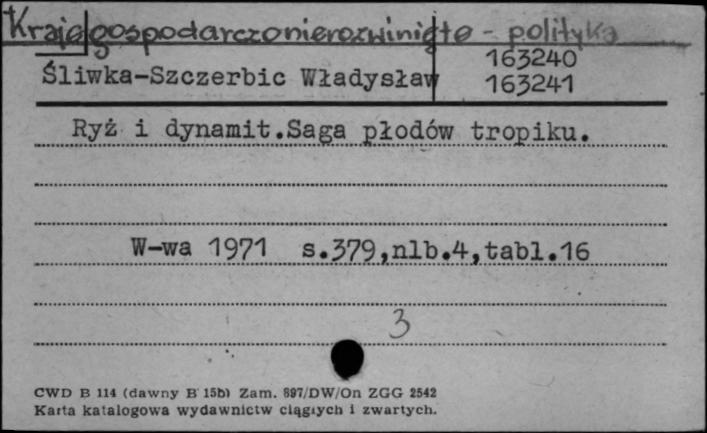 Kraje gospodarczo nierozwinięte - polityka
163240
Śliwka-Szczerbic Władysław
163241
Ryż i dynamit.Saga płodów tropiku.
W-wa 1971 s.379,nlb.4,tabl.16
3
CWD B 114 (dawny B 15b) Zam. 897/DW/On ZGG 2542
Karta katalogowa wydawnictw ciągłych i zwartych.